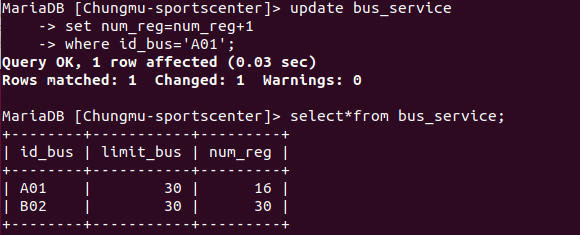 MariaDB [Chungmu-sportscenter]> update bus_service
    -> set num_reg=num_reg+1
    -> where id_bus='A01';
Query OK, 1 row affected (0.03 sec)
Rows matched: 1  Changed: 1  Warnings: 0

MariaDB [Chungmu-sportscenter]> select*from bus_service;
+--------+-----------+---------+
| id_bus | limit_bus | num_reg |
+--------+-----------+---------+
| A01    |        30 |      16 |
| B02    |        30 |      30 |
+--------+-----------+---------+